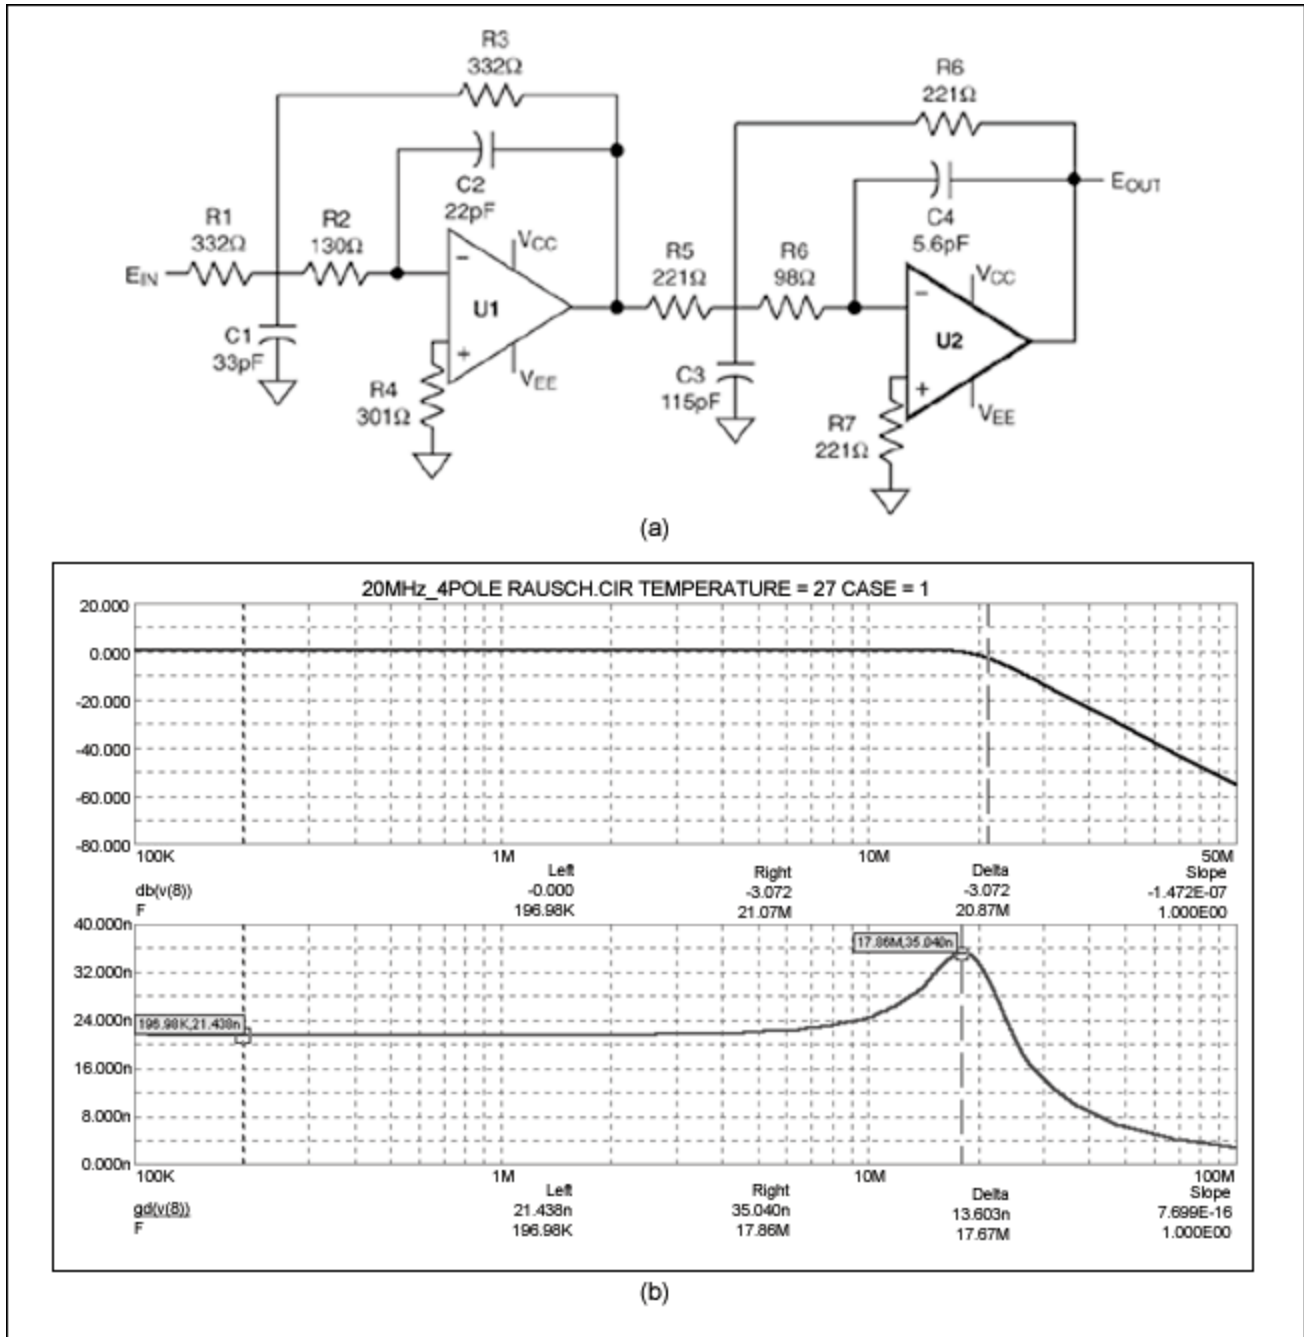 R3
332Ω
R6
221Ω
C2
22pF
C4
5.6pF
EOUT
R1
332Ω
R2
130Ω
VCC
R5
221Ω
R6
98Ω
VCC
EIN
−
U1
+
−
U2
+
C1
33pF
R4
301Ω
VEE
C3
115pF
R7
221Ω
VEE
(a)
20MHz_4POLE RAUSCH.CIR TEMPERATURE = 27 CASE = 1
20.000
0.000
-20.000
-40.000
-60.000
-80.000
100K 1M 10M 50M
Left Right Delta Slope
db(v(8)) -0.000 -3.072 -3.072 -1.472E-07
F 196.98K 21.07M 20.87M 1.000E00
40.000n
17.86M,35.040n
32.000n
24.000n
196.98K,21.438n
16.000n
8.000n
0.000n
100K 1M 10M 100M
Left Right Delta Slope
gd(v(8)) 21.438n 35.040n 13.603n 7.699E-16
F 196.98K 17.86M 17.67M 1.000E00
(b)